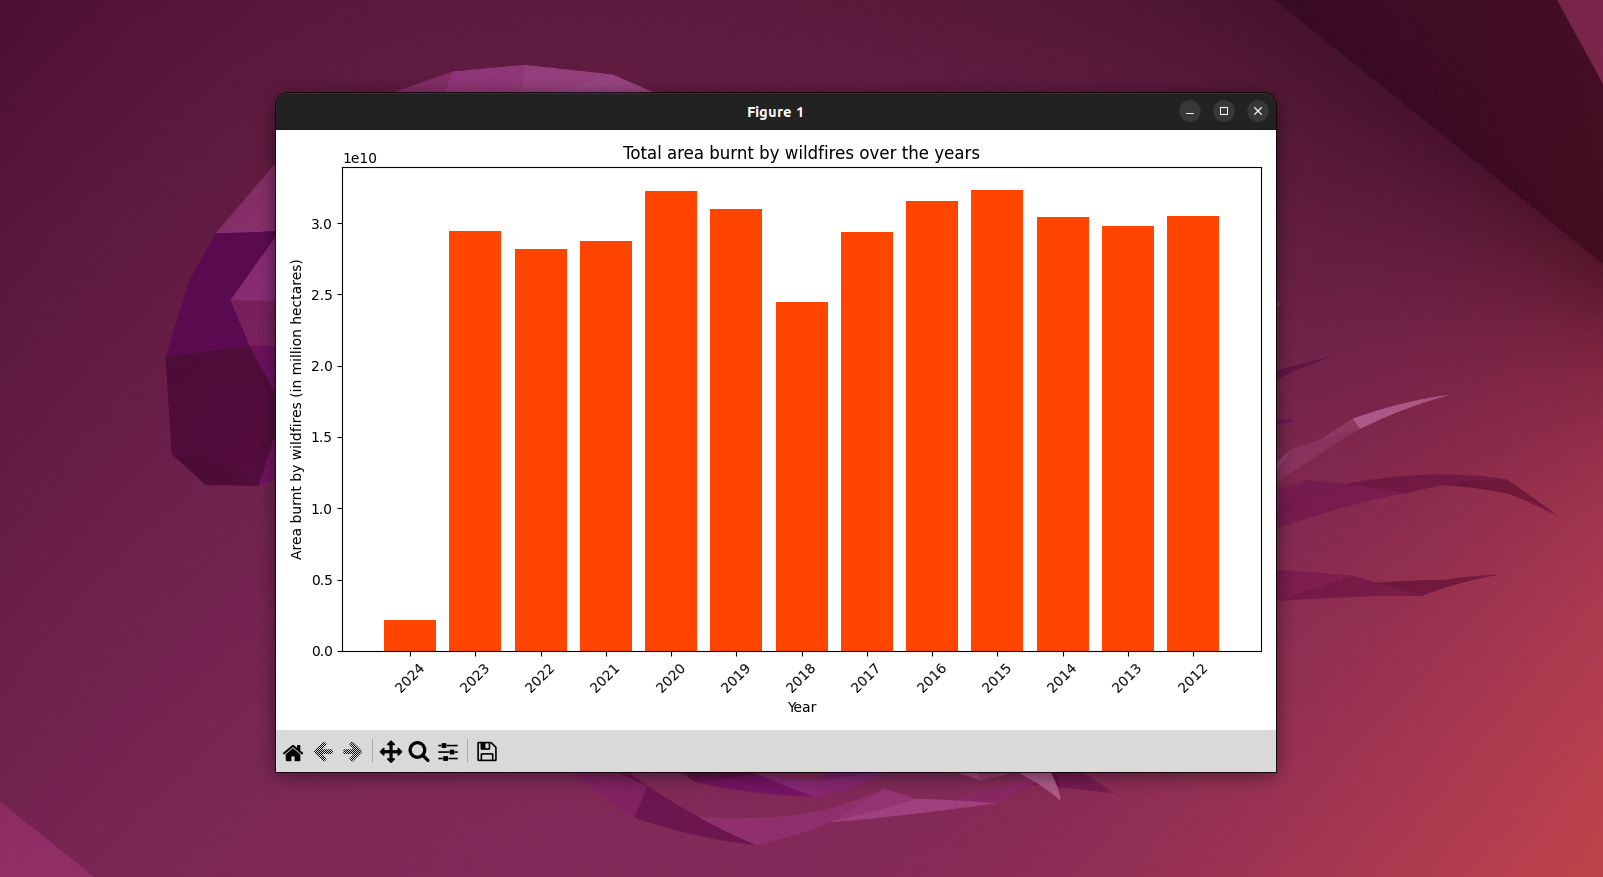 Figure 1
Total area burnt by wildfires over the years
1e10
3.0
2.5
2.0
1.5
1.0
0.5
0.0
Area burnt by wildfires (in million hectares)
2024 2023 2022 2021 2020 2019 2018 2017 2016 2015 2014 2013 2012
Year